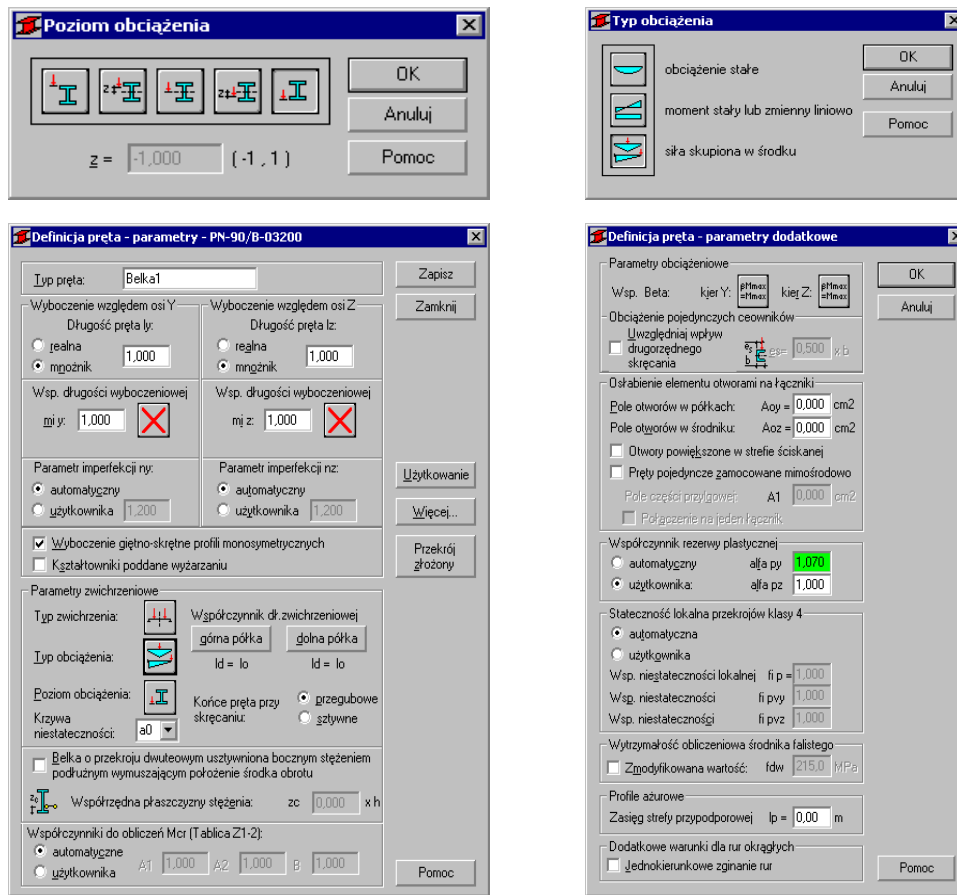 Poziom obciążenia
OK
Anuluj
z = -1,000 ( -1 , 1 )
Pomoc
Typ obciążenia
OK
obciążenie stałe
Anuluj
moment stały lub zmienny liniowo
Pomoc
siła skupiona w środku
Definicja pręta - parametry - PN-90/B-03200
Typ pręta: Belka1
Zapisz
Wyboczenie względem osi Y Wyboczenie względem osi Z
Zamknij
Długość pręta ly: Długość pręta lz:
realna realna
1,000 1,000
mnożnik mnożnik
Wsp. długości wyboczeniowej Wsp. długości wyboczeniowej
mi y: 1,000 mi z: 1,000
Parametr imperfekcji ny: Parametr imperfekcji nz:
Użytkowanie
automatyczny automatyczny
użytkownika 1,200 użytkownika 1,200
Więcej...
Wyboczenie giętno-skrętne profili monosymetrycznych
Kształtowniki poddane wyżarzaniu
Przekrój
złożony
Parametry zwichrzeniowe
Typ zwichrzenia: Współczynnik dł.zwichrzeniowej
górna półka dolna półka
Typ obciążenia:
ld = lo ld = lo
Poziom obciążenia:
Końce pręta przy skręcaniu:
przegubowe
sztywne
Krzywa
niestateczności: a0
Belka o przekroju dwuteowym usztywniona bocznym stężeniem
podłużnym wymuszającym położenie środka obrotu
Współrzędna płaszczyzny stężenia: zc 0,000 x h
Współczynniki do obliczeń Mcr (Tablica Z1-2):
automatyczne
A1 1,000 A2 1,000 B 1,000
użytkownika
Pomoc
Definicja pręta - parametry dodatkowe
Parametry obciążeniowe
OK
Wsp. Beta: kier Y: βMmax =Mmax kier Z: βMmax =Mmax
Anuluj
Obciążenie pojedynczych ceowników
Uwzględniaj wpływ
drugorzędnego
skręcania
es
b
es= 0,500 x b
Osłabienie elementu otworami na łączniki
Pole otworów w półkach: Aoy = 0,000 cm2
Pole otworów w środniku: Aoz = 0,000 cm2
Otwory powiększone w strefie ściskanej
Pręty pojedyncze zamocowane mimośrodowo
Pole części przylgowej: A1 0,000 cm2
Połączenie na jeden łącznik
Współczynnik rezerwy plastycznej
automatyczny alfa py 1,070
użytkownika: alfa pz 1,000
Stateczność lokalna przekrojów klasy 4
automatyczna
użytkownika
Wsp. niestateczności lokalnej fi p = 1,000
Wsp. niestateczności fi pvy 1,000
Wsp. niestateczności fi pvz 1,000
Wytrzymałość obliczeniowa środnika falistego
Zmodyfikowana wartość: fdw 215,0 MPa
Profile ażurowe
Zasięg strefy przypodporowej lp = 0,00 m
Dodatkowe warunki dla rur okrągłych
Jednokierunkowe zginanie rur
Pomoc